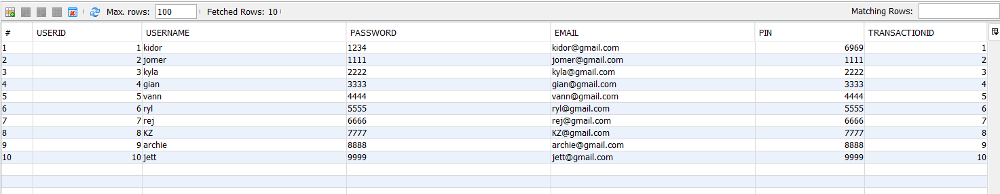 Max. rows: 100 Fetched Rows: 10 Matching Rows:
# USERID USERNAME PASSWORD EMAIL PIN TRANSACTIONID
1 1 kidor 1234 kidor@gmail.com 6969 1
2 2 jomer 1111 jomer@gmail.com 1111 2
3 3 kyla 2222 kyla@gmail.com 2222 3
4 4 gian 3333 gian@gmail.com 3333 4
5 5 vann 4444 vann@gmail.com 4444 5
6 6 ryl 5555 ryl@gmail.com 5555 6
7 7 rej 6666 rej@gmail.com 6666 7
8 8 KZ 7777 KZ@gmail.com 7777 8
9 9 archie 8888 archie@gmail.com 8888 9
10 10 jett 9999 jett@gmail.com 9999 10